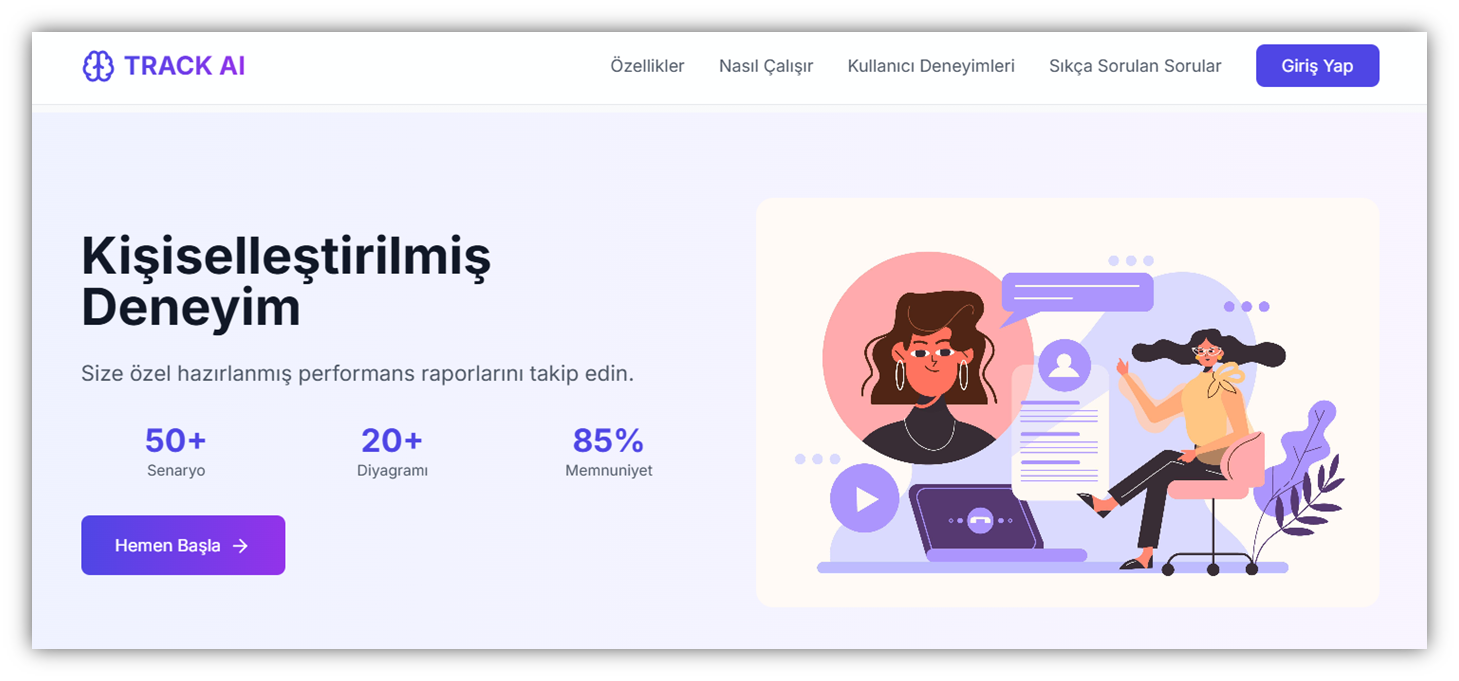 TRACK AI
Özellikler
Nasıl Çalışır
Kullanıcı Deneyimleri
Sıkça Sorulan Sorular
Giriş Yap
Kişiselleştirilmiş
Deneyim
Size özel hazırlanmış performans raporlarını takip edin.
50+
Senaryo
20+
Diyagramı
85%
Memnuniyet
Hemen Başla